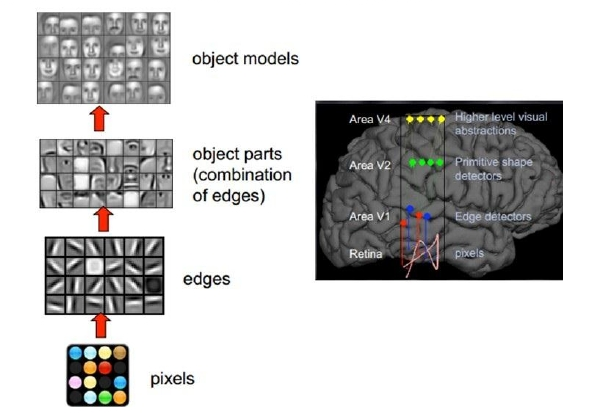 object models
object parts
(combination
of edges)
edges
pixels
Area V4
Higher level visual
abstractions
Area V2
Primitive shape
detectors
Area V1
Edge detectors
Retina
pixels